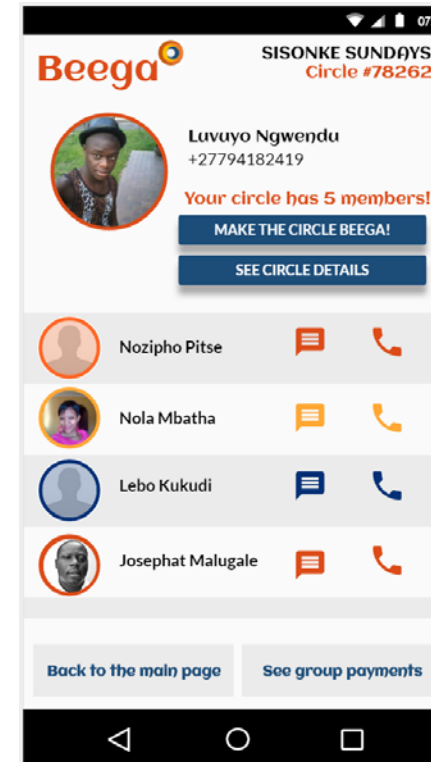 07
Beega
SISONKE SUNDAYS
Circle #78262
Luvuyo Ngwendu
+27794182419
Your circle has 5 members!
MAKE THE CIRCLE BEEGA!
SEE CIRCLE DETAILS
Nozipho Pitse
Nola Mbatha
Lebo Kukudi
Josephat Malugale
Back to the main page
See group payments